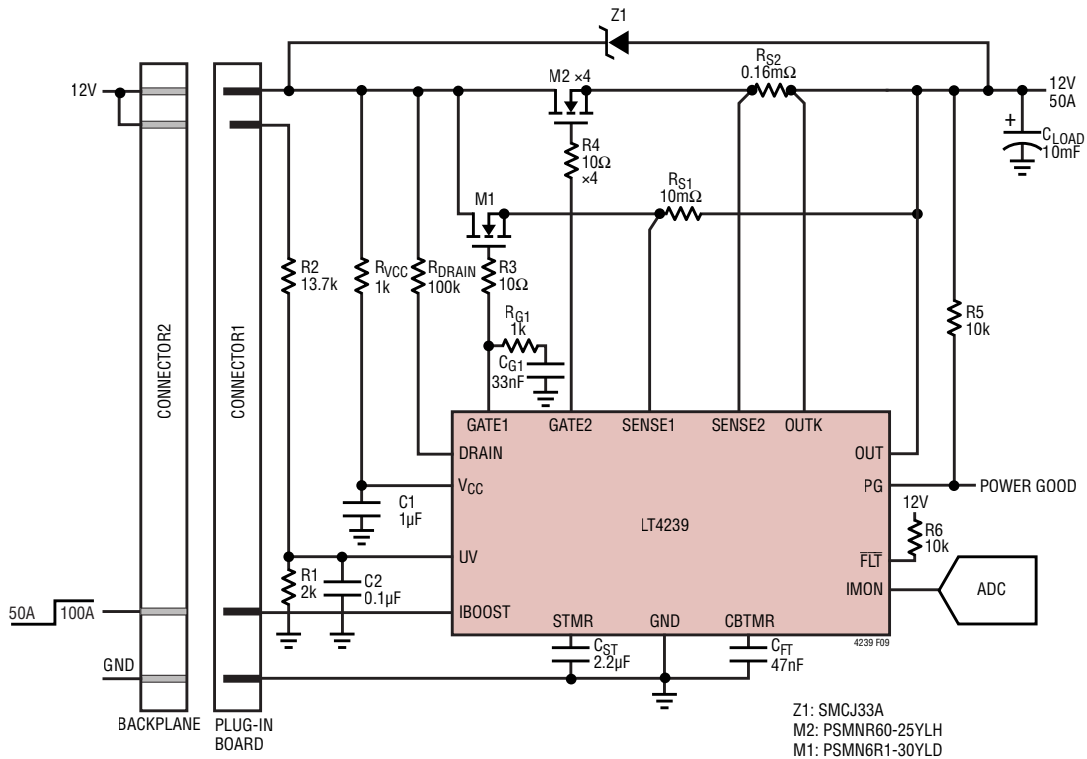 Z1
RS2
0.16mΩ
M2 ×4
12V
12V
50A
R4
10Ω
×4
+
CLOAD
10mF
M1
RS1
10mΩ
R2
13.7k
RVCC
1k
RDRAIN
100k
R3
10Ω
R5
10k
RG1
1k
CG1
33nF
CONNECTOR2
CONNECTOR1
GATE1
GATE2
SENSE1
SENSE2
OUTK
DRAIN
OUT
VCC
PG
POWER GOOD
C1
1µF
LT4239
12V
R6
10k
UV
FLT
R1
2k
C2
0.1µF
IMON
ADC
50A
100A
IBOOST
STMR
GND
CBTMR
4239 F09
CST
2.2µF
CFT
47nF
GND
BACKPLANE
PLUG-IN
BOARD
Z1: SMCJ33A
M2: PSMNR60-25YLH
M1: PSMN6R1-30YLD